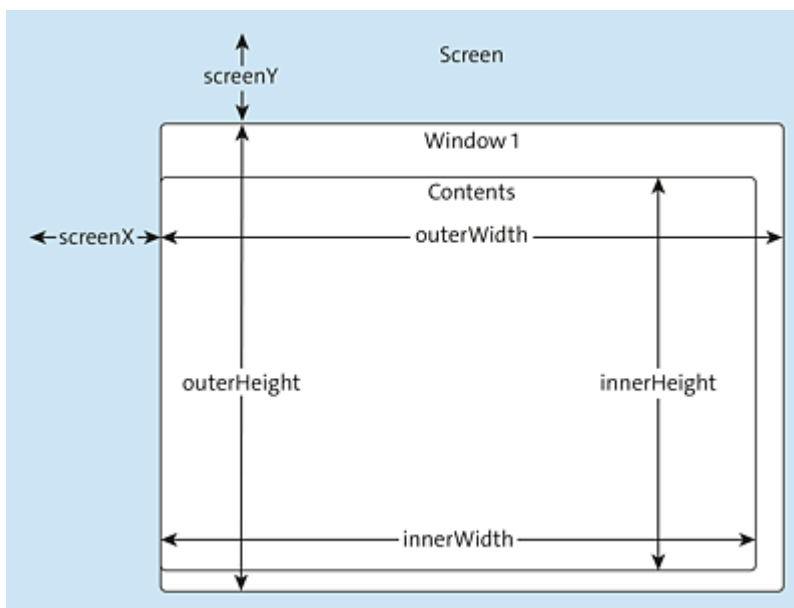 Screen
screenY
Window 1
Contents
screenX
outerWidth
outerHeight
innerHeight
innerWidth